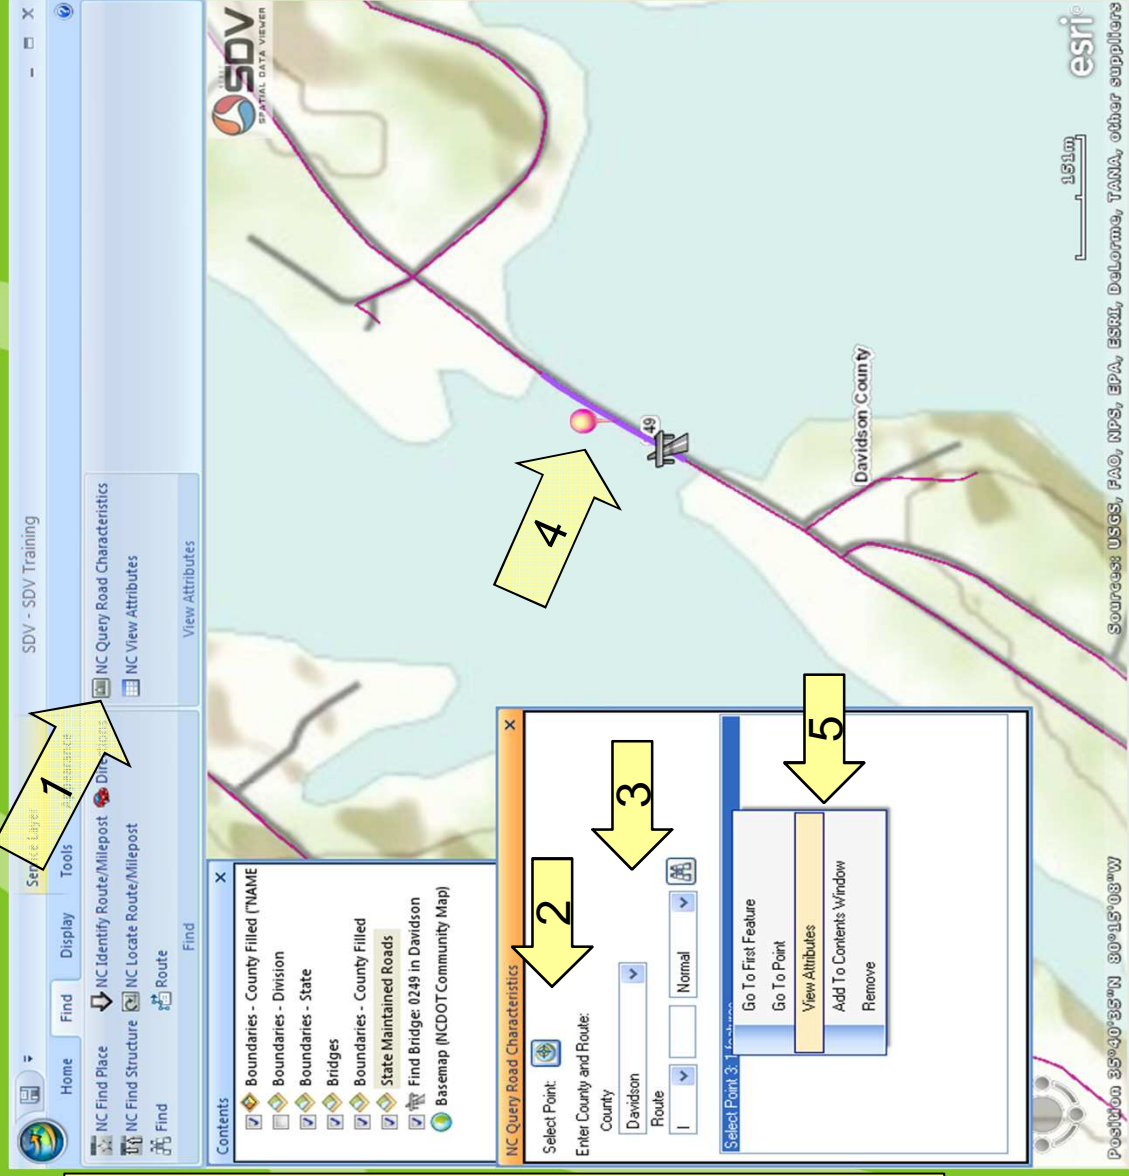 SDV - SDV Training
Service Layer
Home
Find
Display
Tools
Appearance
NC Find Place
NC Identify Route/Milepost
Directions
NC Query Road Characteristics
NC Find Structure
NC Locate Route/Milepost
NC View Attributes
Find
Route
Find
View Attributes
1
Contents
Boundaries - County Filled ("NAME
Boundaries - Division
Boundaries - State
Bridges
Boundaries - County Filled
State Maintained Roads
Find Bridge: 0249 in Davidson
Basemap (NCDOT Community Map)
SDV
SPATIAL DATA VIEWER
NC Query Road Characteristics
Select Point:
2
Enter County and Route:
County
Davidson
3
Route
I
Normal
Select Point 3: 1 features
Go To First Feature
Go To Point
View Attributes
5
Add To Contents Window
Remove
4
49
Davidson County
151m
esri
Position 35°40'35"N 80°15'08"W
Sources: USGS, FAO, NPS, EPA, ESRI, DeLorme, TANA, other suppliers